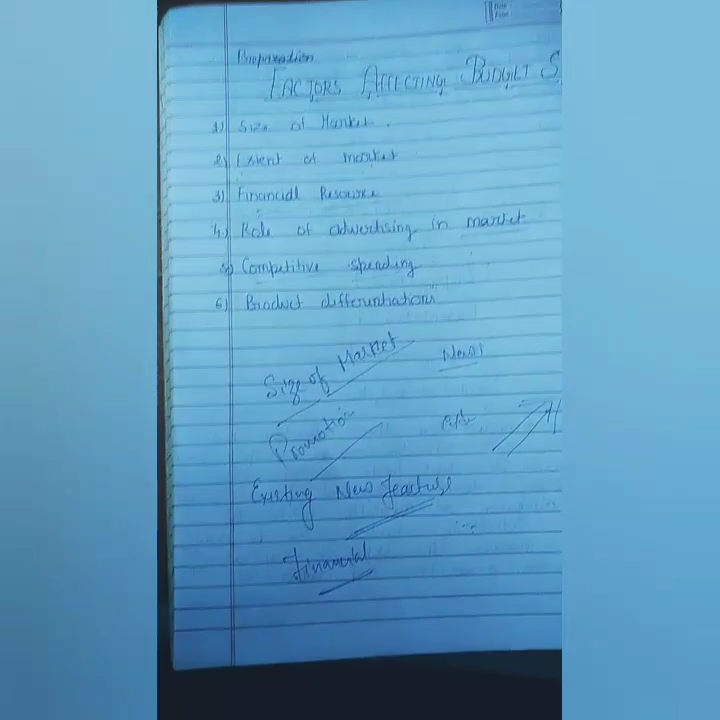 Preparation
FACTORS AFFECTING BUDGET S
1) Size of Market.
2) Extent of market
3) Financial Resource
4) Role of advertising in market
5) Competitive spending
6) Product differentiations
Size of Market
News
Promotion
Existing New feature
Financial